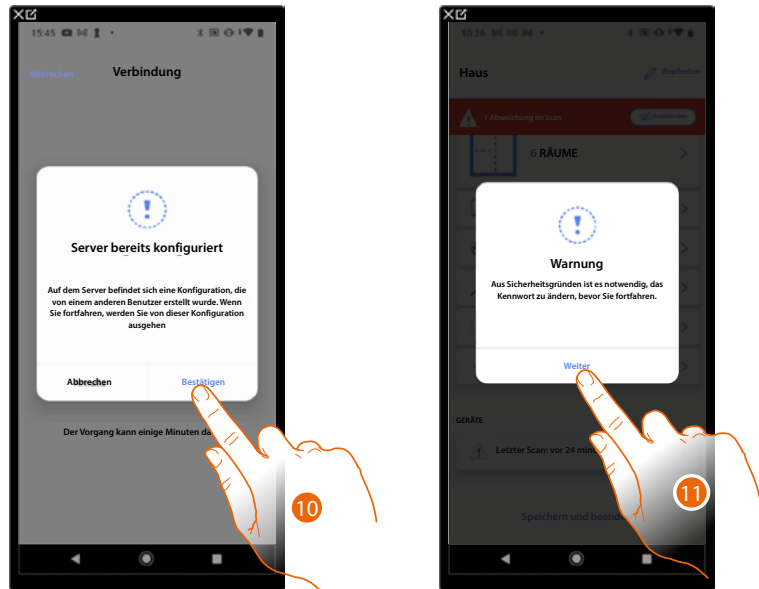 15:45
Abbrechen
Verbindung
Server bereits konfiguriert
Auf dem Server befindet sich eine Konfiguration, die
von einem anderen Benutzer erstellt wurde. Wenn
Sie fortfahren, werden Sie von dieser Konfiguration
ausgehen
Abbrechen
Bestätigen
Der Vorgang kann einige Minuten da
10
10:26
Haus
Bearbeiten
1 Abweichung im Scan
Ausblenden
6 RÄUME
Warnung
Aus Sicherheitsgründen ist es notwendig, das
Kennwort zu ändern, bevor Sie fortfahren.
Weiter
GERÄTE
Letzter Scan: vor 24 minu
Speichern und beend
11